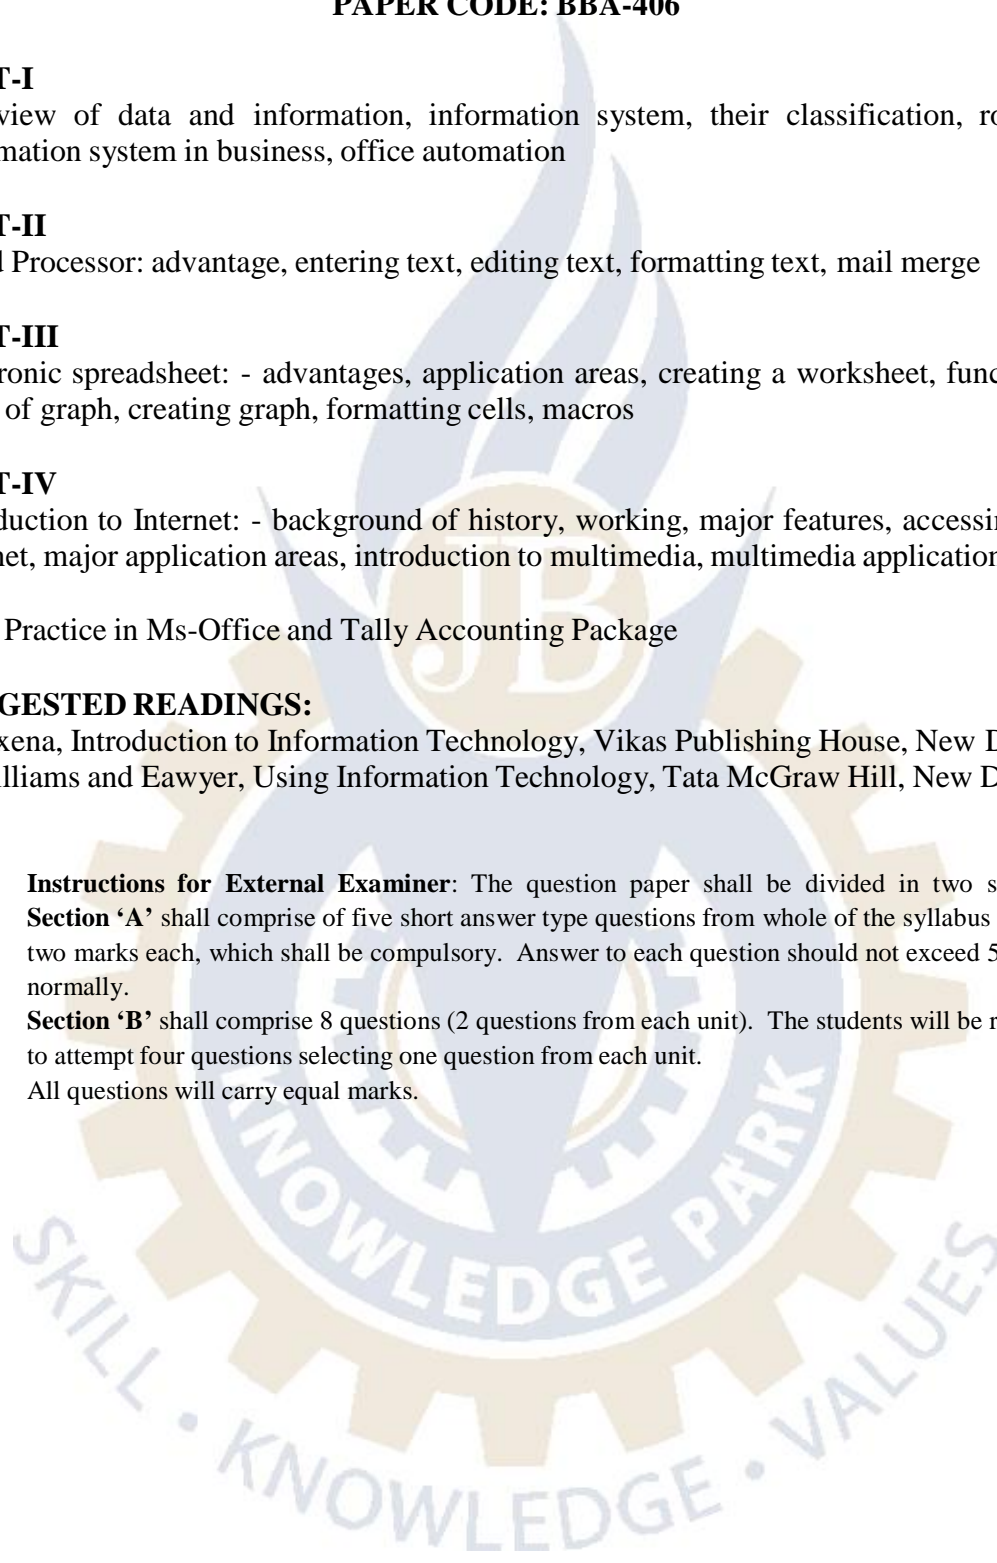 PAPER CODE: BBA-406
T-I
view of data and information, information system, their classification, ro
mation system in business, office automation
T-II
d Processor: advantage, entering text, editing text, formatting text, mail merge
T-III
ronic spreadsheet: - advantages, application areas, creating a worksheet, func
of graph, creating graph, formatting cells, macros
T-IV
duction to Internet: - background of history, working, major features, accessin
net, major application areas, introduction to multimedia, multimedia application
Practice in Ms-Office and Tally Accounting Package
GESTED READINGS:
xena, Introduction to Information Technology, Vikas Publishing House, New D
lliams and Eawyer, Using Information Technology, Tata McGraw Hill, New D
Instructions for External Examiner: The question paper shall be divided in two s
Section ‘A’ shall comprise of five short answer type questions from whole of the syllabus
two marks each, which shall be compulsory. Answer to each question should not exceed 5
normally.
Section ‘B’ shall comprise 8 questions (2 questions from each unit). The students will be r
to attempt four questions selecting one question from each unit.
All questions will carry equal marks.
JB
KNOWLEDGE PARK
SKILL • KNOWLEDGE • VALUES